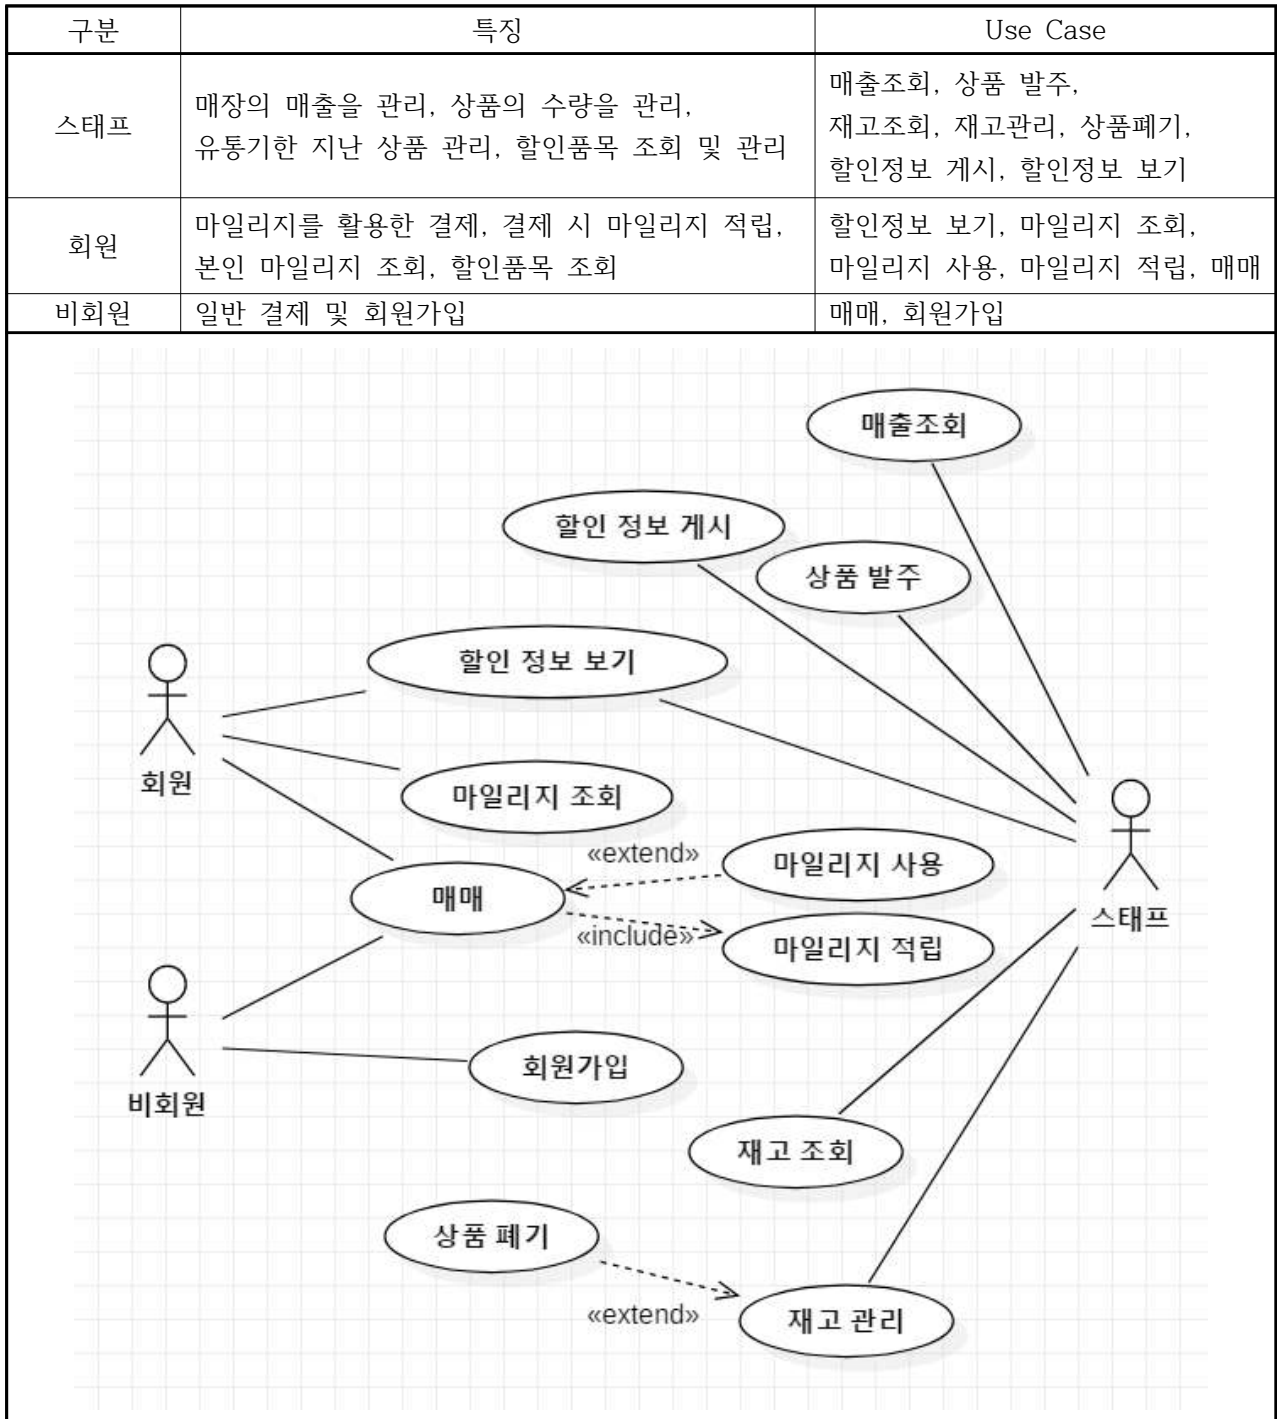 구분 특징 Use Case
스태프
매장의 매출을 관리, 상품의 수량을 관리,
유통기한 지난 상품 관리, 할인품목 조회 및 관리
매출조회, 상품 발주,
재고조회, 재고관리, 상품폐기,
할인정보 게시, 할인정보 보기
회원
마일리지를 활용한 결제, 결제 시 마일리지 적립,
본인 마일리지 조회, 할인품목 조회
할인정보 보기, 마일리지 조회,
마일리지 사용, 마일리지 적립, 매매
비회원 일반 결제 및 회원가입 매매, 회원가입
매출조회
할인 정보 게시
상품 발주
할인 정보 보기
회원
마일리지 조회
«extend»
마일리지 사용
매매
스태프
«include»
마일리지 적립
회원가입
비회원
재고 조회
상품 폐기
«extend»
재고 관리